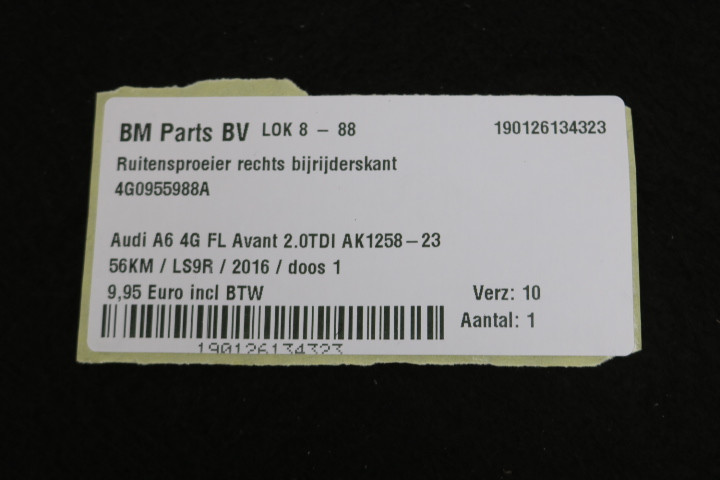 BM Parts BV LOK 8 – 88 190126134323
Ruitensproeier rechts bijrijderskant
4G0955988A
Audi A6 4G FL Avant 2.0TDI AK1258–23
56KM / LS9R / 2016 / doos 1
9,95 Euro incl BTW Verz: 10
Aantal: 1
190126134323